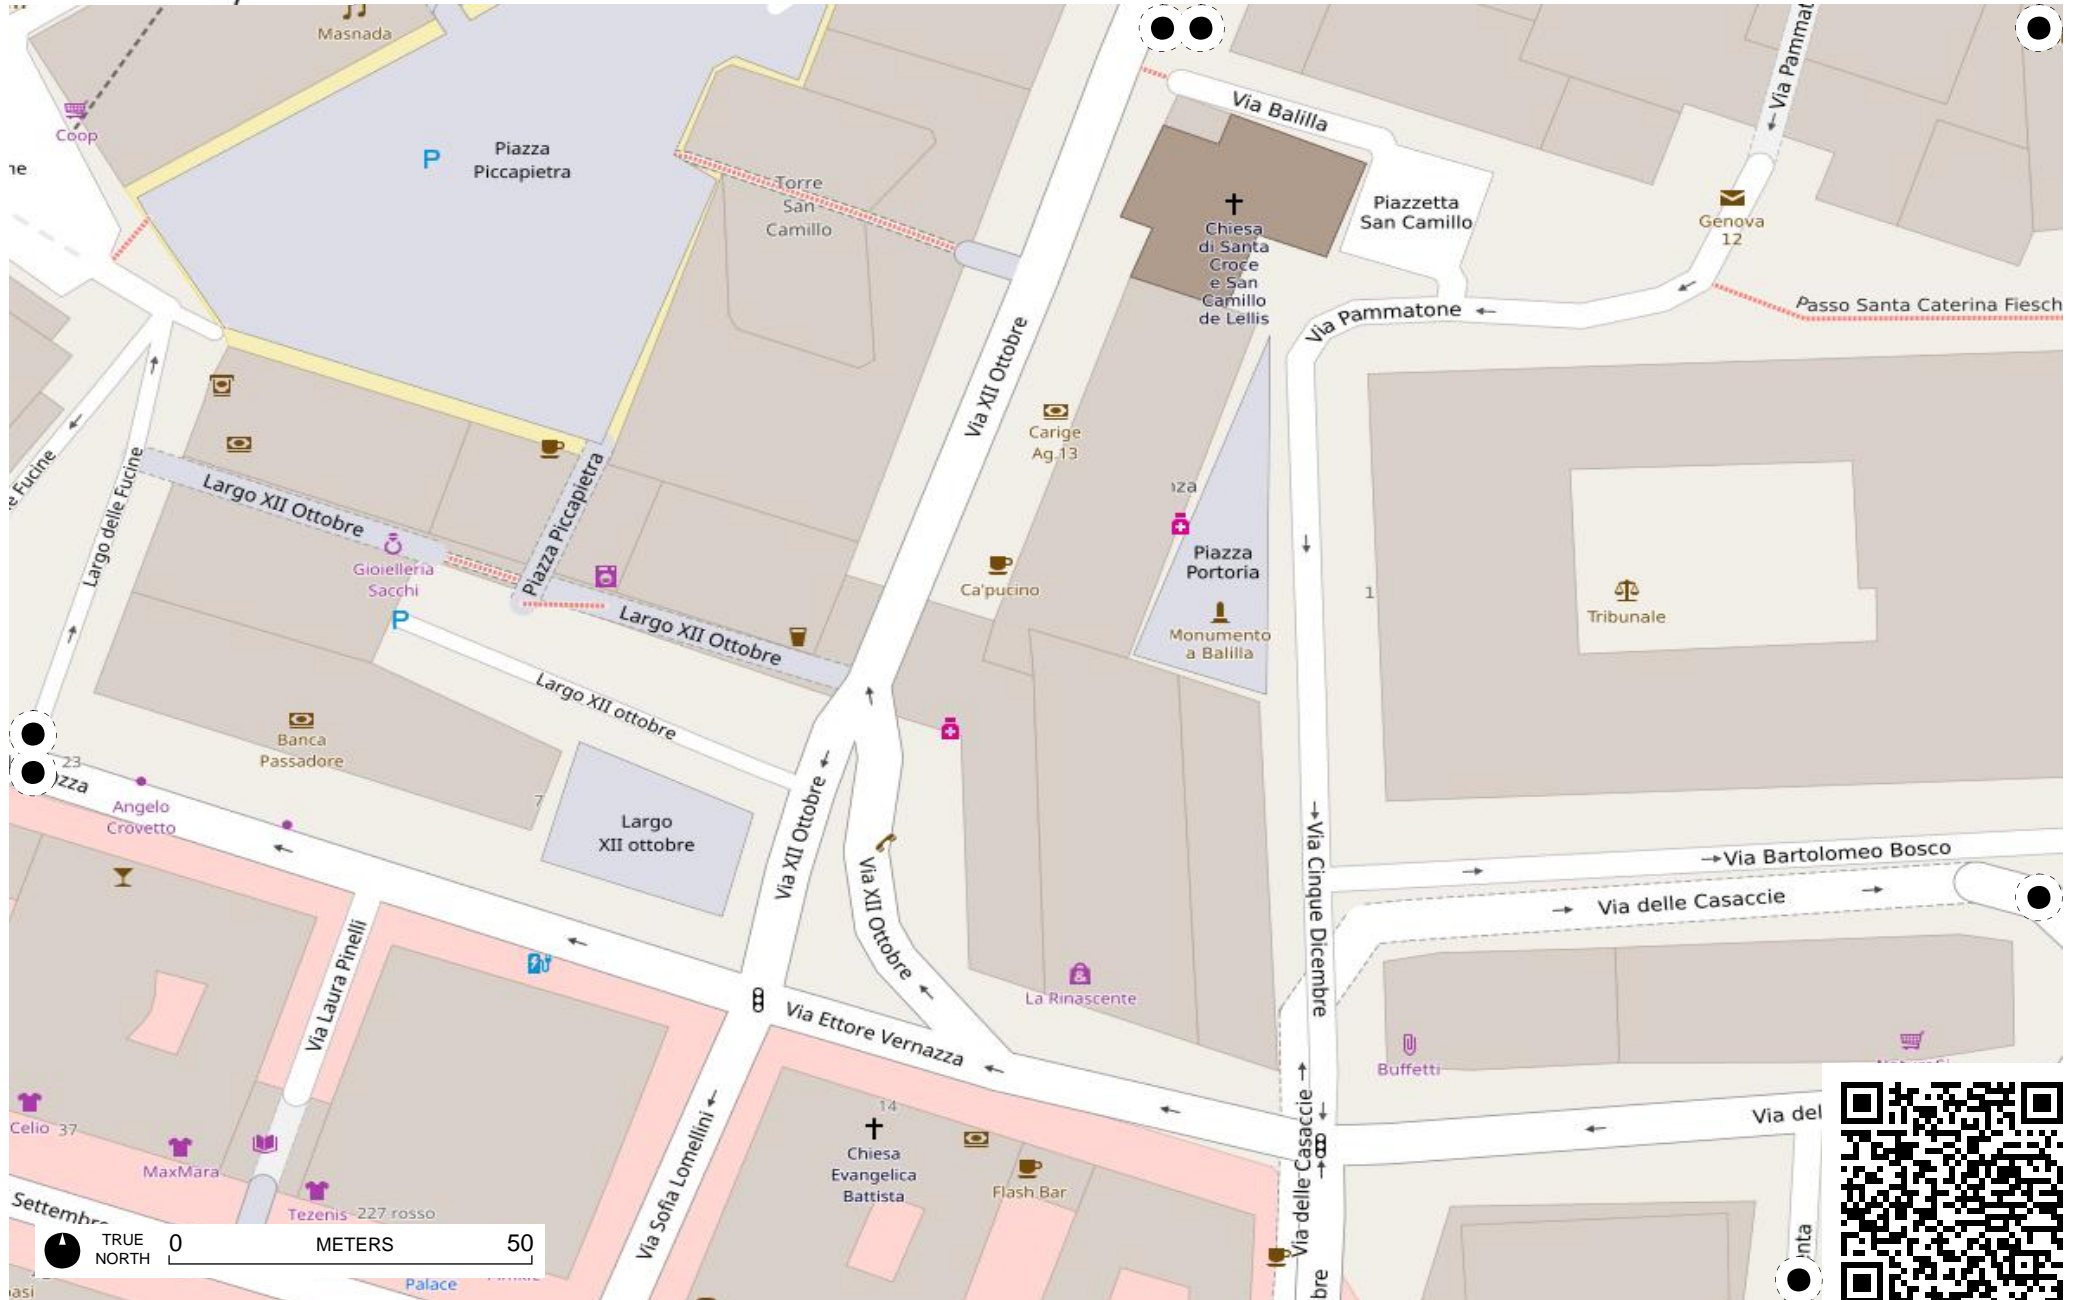 Masnada
Coop
Piazza
Piccapietra
Torre
San
Camillo
Via XII Ottobre
Via Balilla
Piazzetta
San Camillo
Chiesa
di Santa
Croce
e San
Camillo
de Lellis
Genova
12
Via Pammatone
Passo Santa Caterina Fiesch
Carige
Ag.13
Largo XII Ottobre
Piazza Piccapietra
Largo delle Fucine
e Fucine
Gioielleria
Sacchi
Largo XII Ottobre
Ca'pucino
Piazza
Portoria
Monumento
a Balilla
1
Tribunale
Largo XII ottobre
Banca
Passadore
23
zza
Angelo
Crovetto
7
Largo
XII ottobre
Via XII Ottobre
Via XII Ottobre
Via Cinque Dicembre
Via Bartolomeo Bosco
Via delle Casaccie
Via Laura Pinelli
La Rinascente
Via Ettore Vernazza
Buffetti
Via del
Via delle Casaccie
Via Sofia Lomellini
14
Chiesa
Evangelica
Battista
Flash Bar
Celio 37
MaxMara
Tezenis 227 rosso
Settembre
TRUE
NORTH
0 METERS 50
Palace